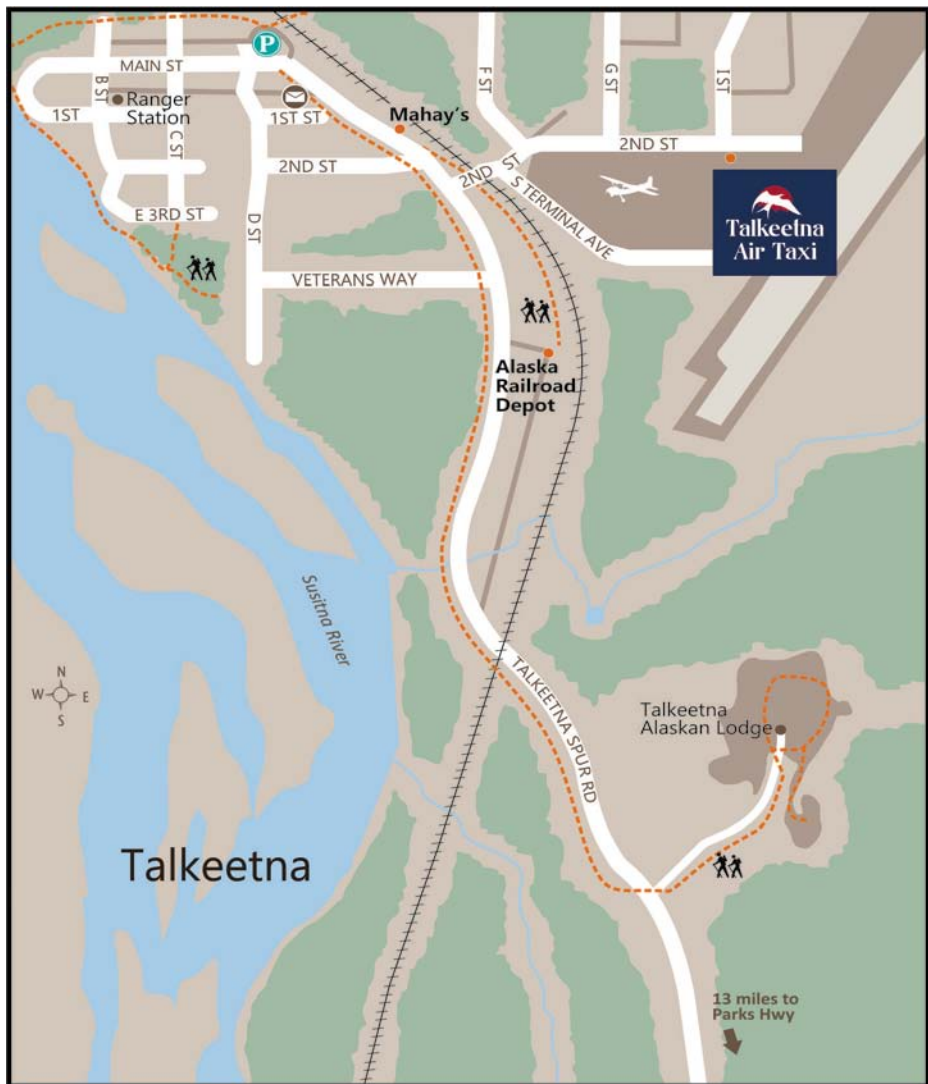 P
MAIN ST
B ST
Ranger
Station
1ST
C ST
1ST ST
Mahay's
F ST
G ST
I ST
2ND ST
2ND ST
2ND ST
S TERMINAL AVE
Talkeetna
Air Taxi
E 3RD ST
D ST
VETERANS WAY
Alaska
Railroad
Depot
Susitna River
N
W E
S
TALKEETNA SPUR RD
Talkeetna
Alaskan Lodge
Talkeetna
13 miles to
Parks Hwy